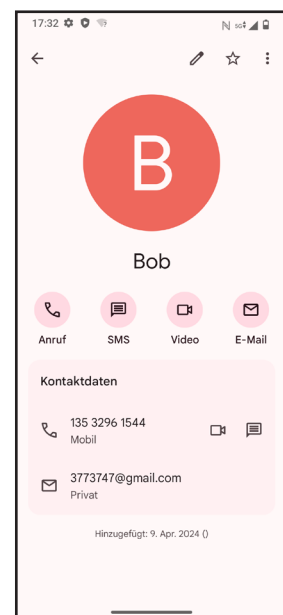 17:32
5G
B
Bob
Anruf SMS Video E-Mail
Kontaktdaten
135 3296 1544
Mobil
3773747@gmail.com
Privat
Hinzugefügt: 9. Apr. 2024 ()